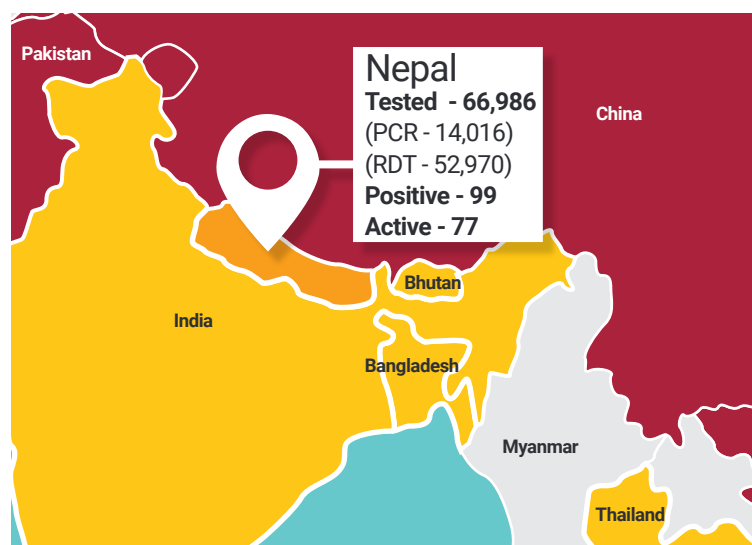 Pakistan
Nepal
Tested - 66,986
(PCR - 14,016)
(RDT - 52,970)
Positive - 99
Active - 77
China
Bhutan
India
Bangladesh
Myanmar
Thailand